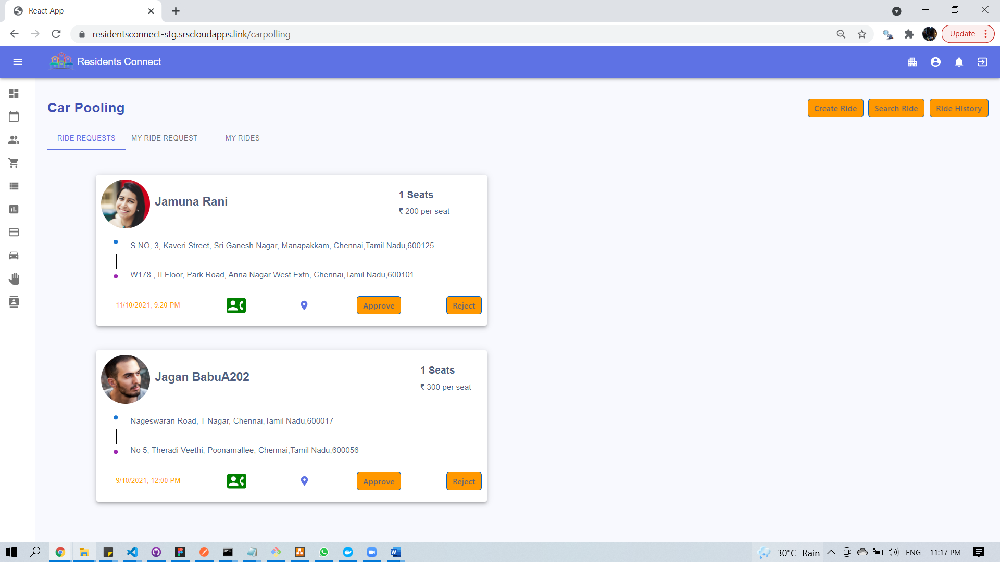 React App
residentsconnect-stg.srscloudapps.link/carpolling
Update
Residents Connect
Car Pooling
Create Ride
Search Ride
Ride History
RIDE REQUESTS
MY RIDE REQUEST
MY RIDES
Jamuna Rani
1 Seats
₹ 200 per seat
S.NO, 3, Kaveri Street, Sri Ganesh Nagar, Manapakkam, Chennai,Tamil Nadu,600125
W178 , II Floor, Park Road, Anna Nagar West Extn, Chennai,Tamil Nadu,600101
11/10/2021, 9:20 PM
Approve
Reject
Jagan BabuA202
1 Seats
₹ 300 per seat
Nageswaran Road, T Nagar, Chennai,Tamil Nadu,600017
No 5, Theradi Veethi, Poonamallee, Chennai,Tamil Nadu,600056
9/10/2021, 12:00 PM
Approve
Reject
30°C Rain
ENG
11:17 PM